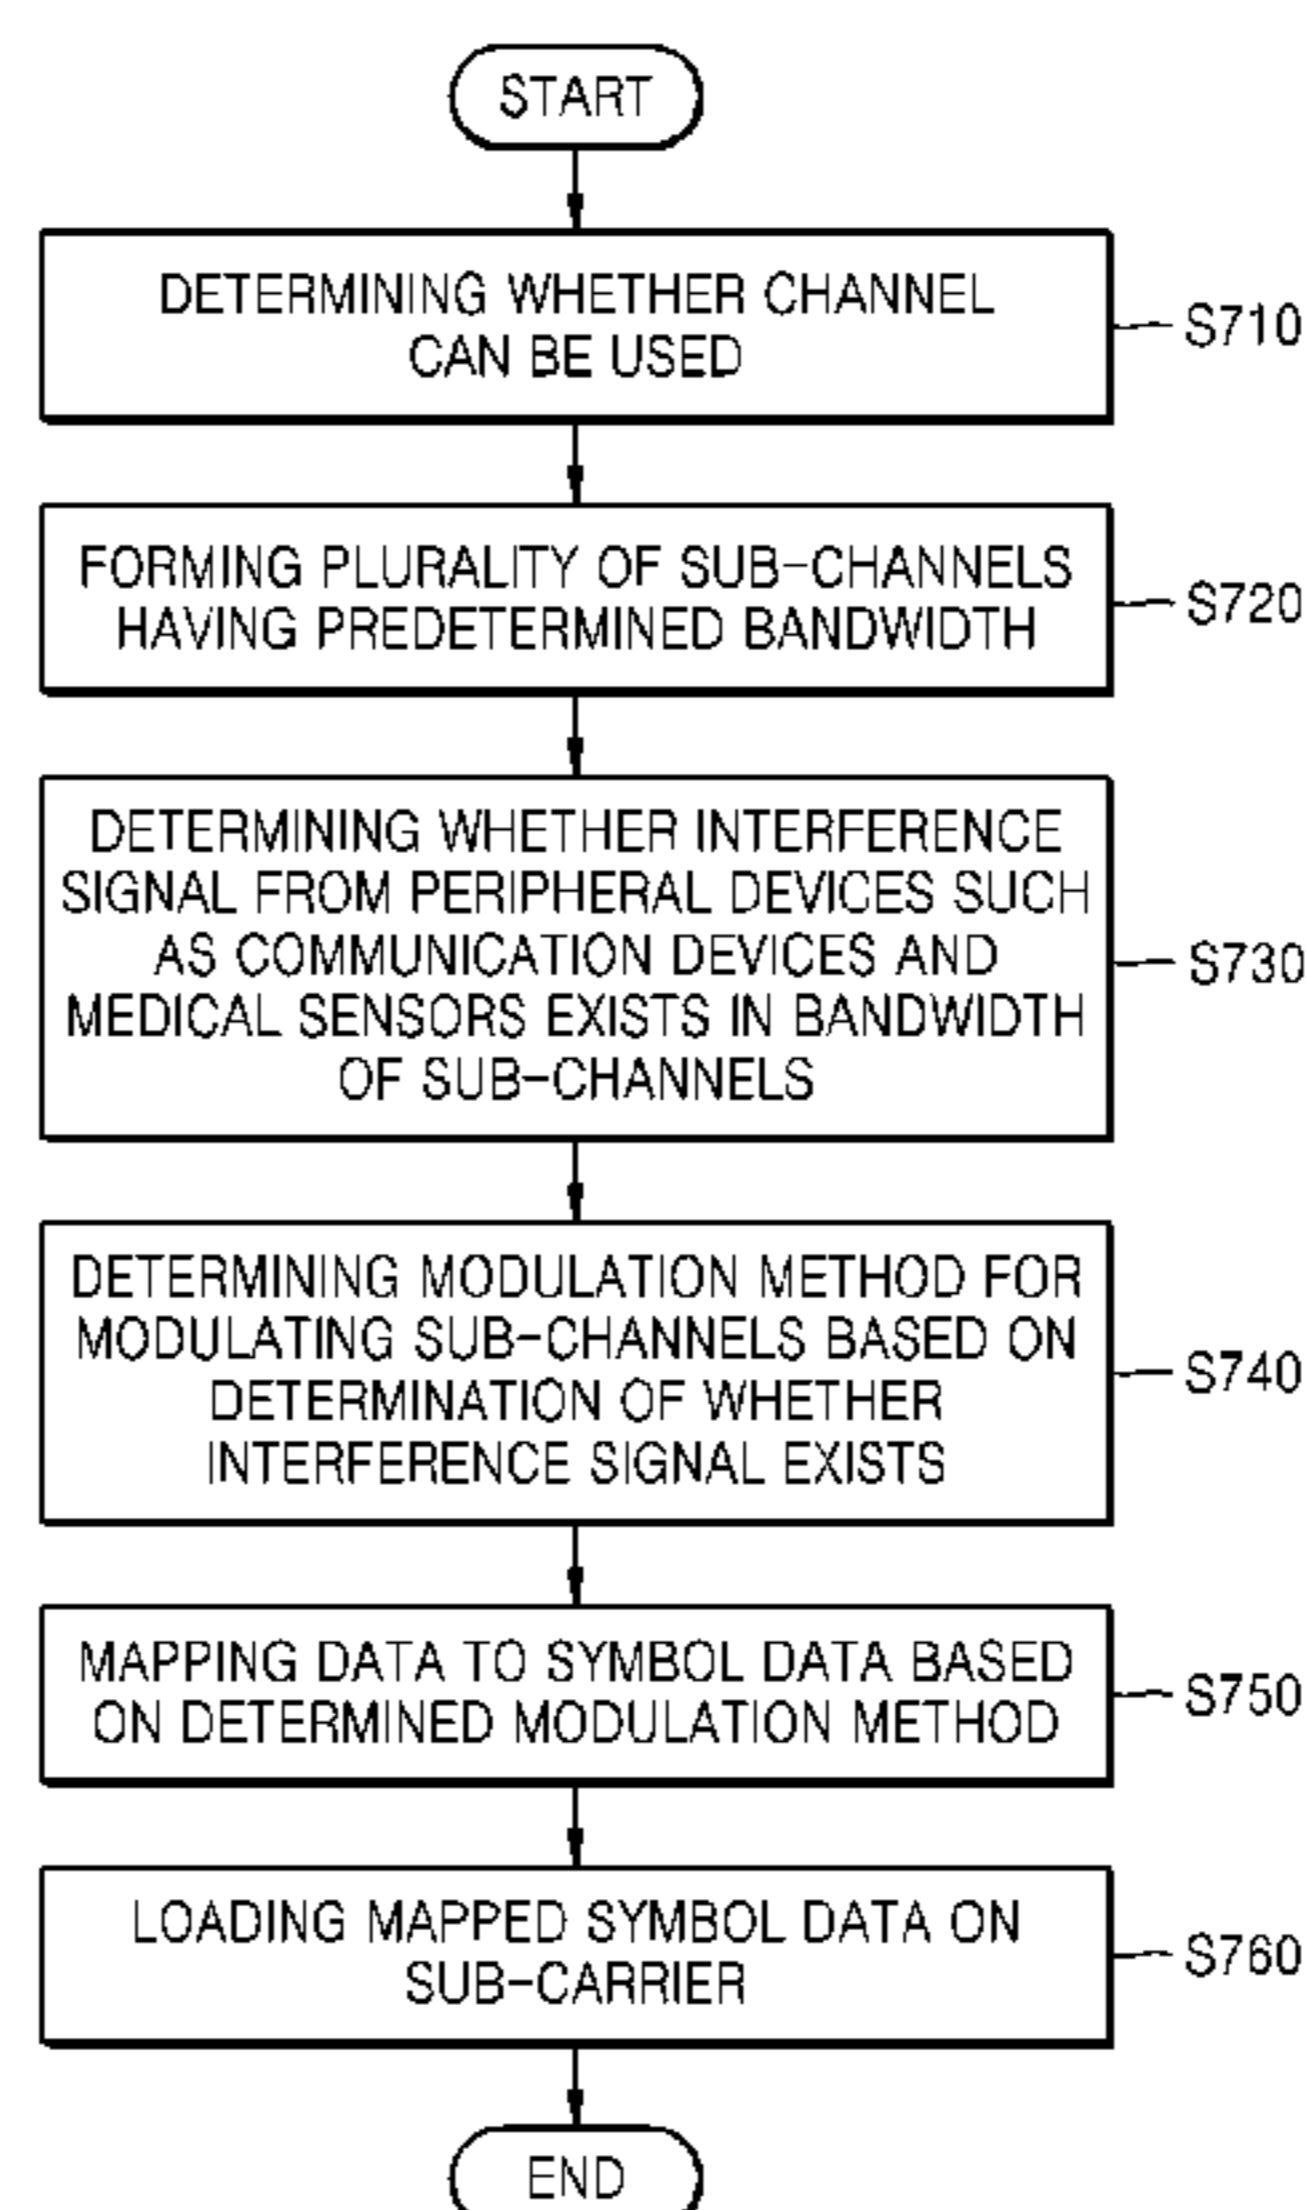 START
DETERMINING WHETHER CHANNEL
CAN BE USED
S710
FORMING PLURALITY OF SUB-CHANNELS
HAVING PREDETERMINED BANDWIDTH
S720
DETERMINING WHETHER INTERFERENCE
SIGNAL FROM PERIPHERAL DEVICES SUCH
AS COMMUNICATION DEVICES AND
MEDICAL SENSORS EXISTS IN BANDWIDTH
OF SUB-CHANNELS
S730
DETERMINING MODULATION METHOD FOR
MODULATING SUB-CHANNELS BASED ON
DETERMINATION OF WHETHER
INTERFERENCE SIGNAL EXISTS
S740
MAPPING DATA TO SYMBOL DATA BASED
ON DETERMINED MODULATION METHOD
S750
LOADING MAPPED SYMBOL DATA ON
SUB-CARRIER
S760
END